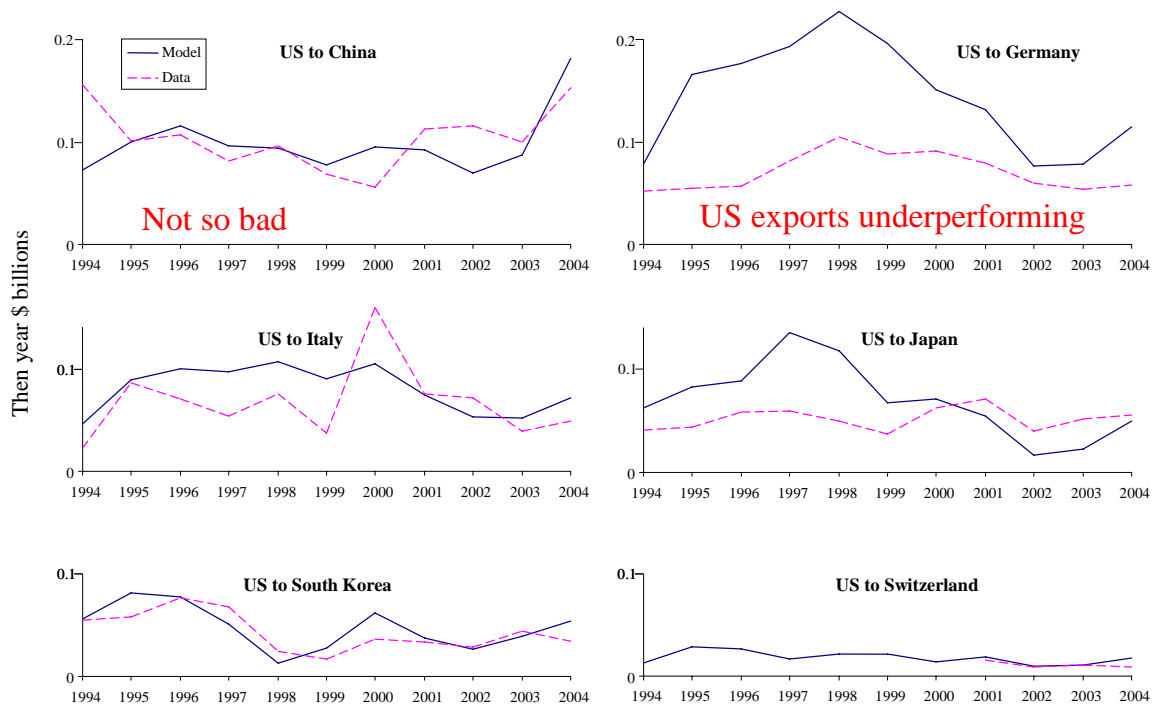 Then year $ billions
US to China
Model
Data
0.2
0.1
0
Not so bad
1994 1995 1996 1997 1998 1999 2000 2001 2002 2003 2004
US to Germany
0.2
0.1
0
US exports underperforming
1994 1995 1996 1997 1998 1999 2000 2001 2002 2003 2004
US to Italy
0.1
0
1994 1995 1996 1997 1998 1999 2000 2001 2002 2003 2004
US to Japan
0.1
0
1994 1995 1996 1997 1998 1999 2000 2001 2002 2003 2004
US to South Korea
0.1
0
1994 1995 1996 1997 1998 1999 2000 2001 2002 2003 2004
US to Switzerland
0.1
0
1994 1995 1996 1997 1998 1999 2000 2001 2002 2003 2004